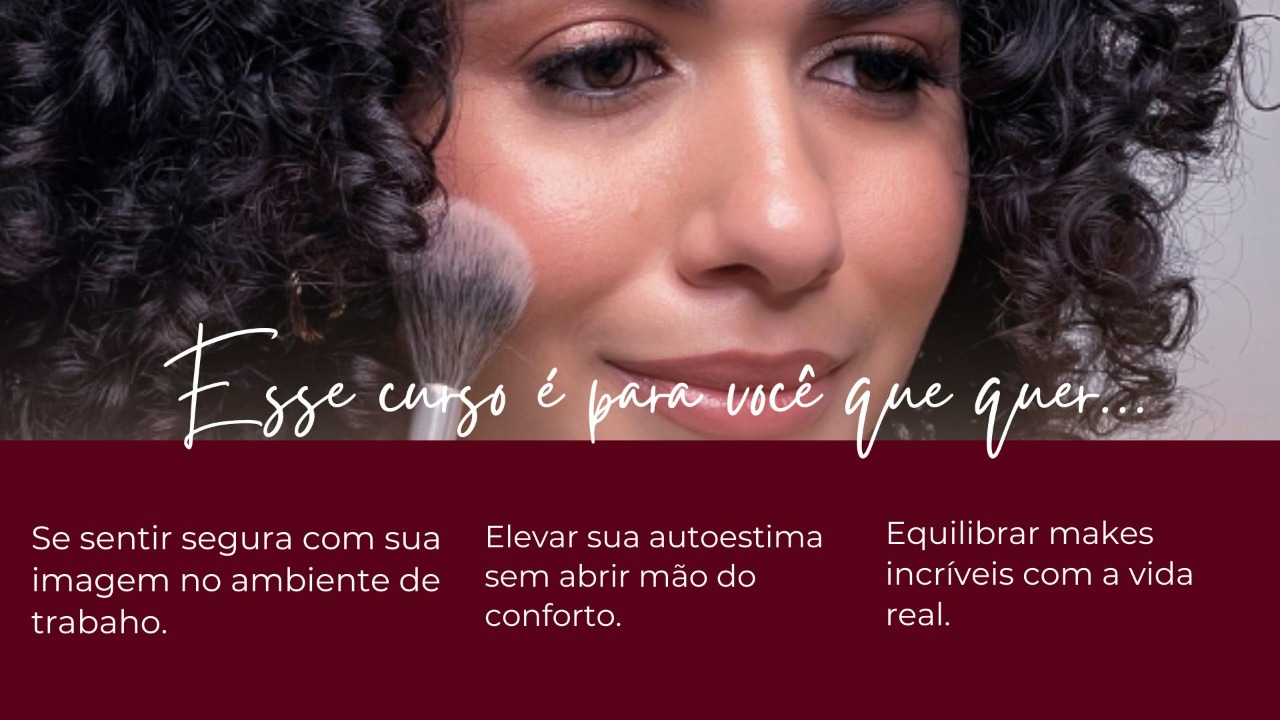 Esse curso é para você que quer...
Se sentir segura com sua
imagem no ambiente de
trabaho.
Elevar sua autoestima
sem abrir mão do
conforto.
Equilibrar makes
incríveis com a vida
real.